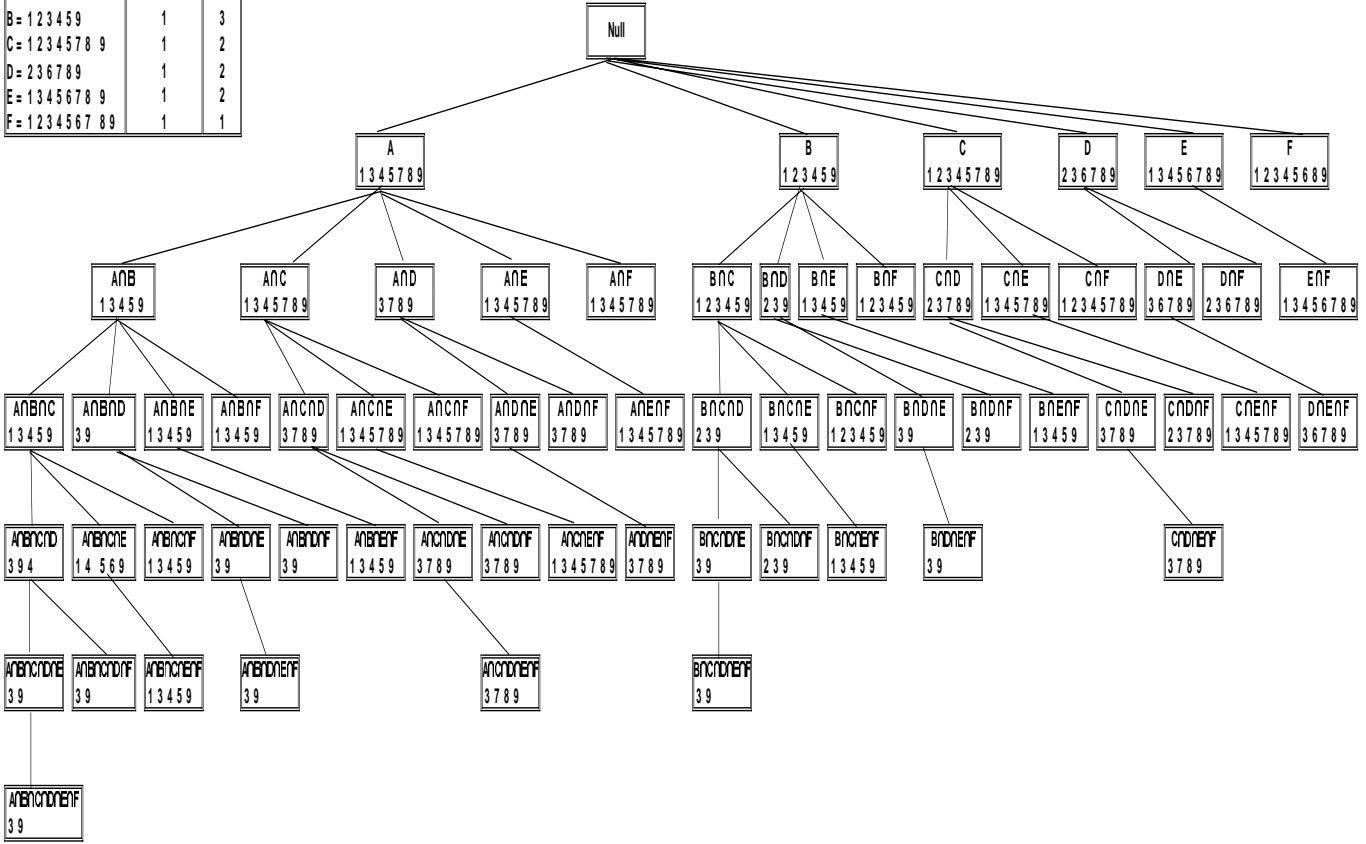 B = 1 2 3 4 5 9 1 3
C = 1 2 3 4 5 7 8 9 1 2
D = 2 3 6 7 8 9 1 2
E = 1 3 4 5 6 7 8 9 1 2
F = 1 2 3 4 5 6 7 8 9 1 1
Null
A
1 3 4 5 7 8 9
B
1 2 3 4 5 9
C
1 2 3 4 5 7 8 9
D
2 3 6 7 8 9
E
1 3 4 5 6 7 8 9
F
1 2 3 4 5 6 8 9
A∩B
1 3 4 5 9
A∩C
1 3 4 5 7 8 9
A∩D
3 7 8 9
A∩E
1 3 4 5 7 8 9
A∩F
1 3 4 5 7 8 9
B∩C
1 2 3 4 5 9
B∩D
2 3 9
B∩E
1 3 4 5 9
B∩F
1 2 3 4 5 9
C∩D
2 3 7 8 9
C∩E
1 3 4 5 7 8 9
C∩F
1 2 3 4 5 7 8 9
D∩E
3 6 7 8 9
D∩F
2 3 6 7 8 9
E∩F
1 3 4 5 6 7 8 9
A∩B∩C
1 3 4 5 9
A∩B∩D
3 9
A∩B∩E
1 3 4 5 9
A∩B∩F
1 3 4 5 9
A∩C∩D
3 7 8 9
A∩C∩E
1 3 4 5 7 8 9
A∩C∩F
1 3 4 5 7 8 9
A∩D∩E
3 7 8 9
A∩D∩F
3 7 8 9
A∩E∩F
1 3 4 5 7 8 9
B∩C∩D
2 3 9
B∩C∩E
1 3 4 5 9
B∩C∩F
1 2 3 4 5 9
B∩D∩E
3 9
B∩D∩F
2 3 9
B∩E∩F
1 3 4 5 9
C∩D∩E
3 7 8 9
C∩D∩F
2 3 7 8 9
C∩E∩F
1 3 4 5 7 8 9
D∩E∩F
3 6 7 8 9
A∩B∩C∩D
3 9 4
A∩B∩C∩E
1 4 5 6 9
A∩B∩C∩F
1 3 4 5 9
A∩B∩D∩E
3 9
A∩B∩D∩F
3 9
A∩B∩E∩F
1 3 4 5 9
A∩C∩D∩E
3 7 8 9
A∩C∩D∩F
3 7 8 9
A∩C∩E∩F
1 3 4 5 7 8 9
A∩D∩E∩F
3 7 8 9
B∩C∩D∩E
3 9
B∩C∩D∩F
2 3 9
B∩C∩E∩F
1 3 4 5 9
B∩D∩E∩F
3 9
C∩D∩E∩F
3 7 8 9
A∩B∩C∩D∩E
3 9
A∩B∩C∩D∩F
3 9
A∩B∩C∩E∩F
1 3 4 5 9
A∩B∩D∩E∩F
3 9
A∩C∩D∩E∩F
3 7 8 9
B∩C∩D∩E∩F
3 9
A∩B∩C∩D∩E∩F
3 9